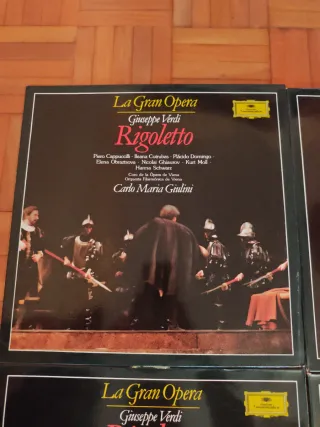 La Gran Opera
Giuseppe Verdi
Rigoletto
Piero Cappuccilli · Ileana Cotrubas · Plácido Domingo ·
Elena Obraztsova · Nicolai Ghiaurov · Kurt Moll ·
Hanna Schwarz
Coro de la Ópera de Viena
Orquesta Filarmónica de Viena
Carlo Maria Giulini
La Gran Opera
Giuseppe Verdi